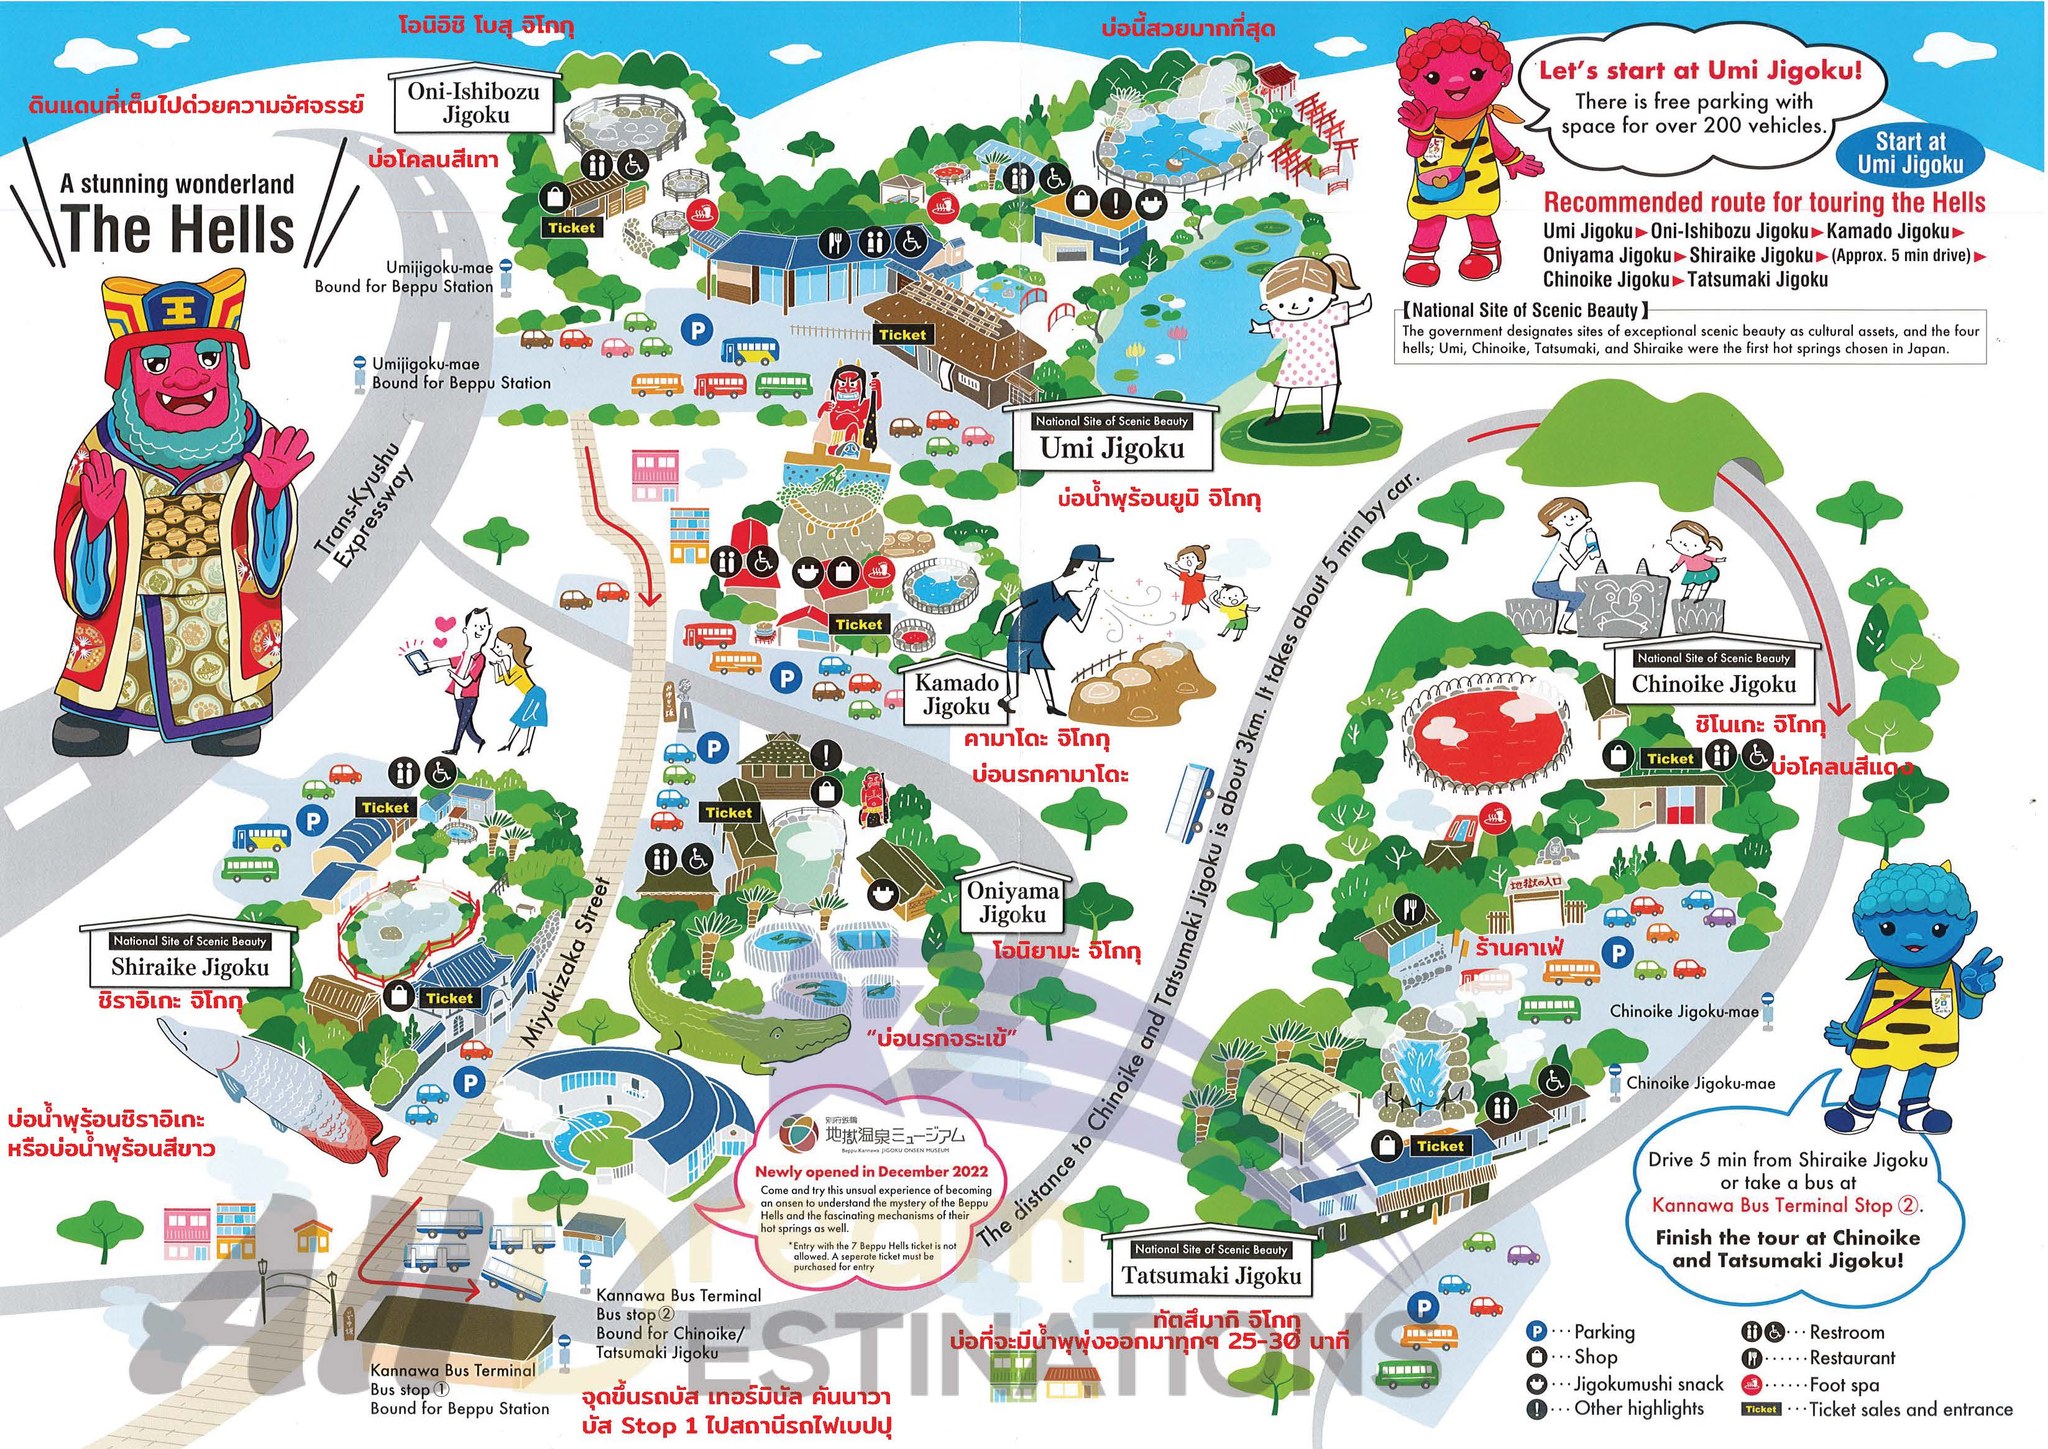 โอนิอิชิ โบสุ จิโกกุ
บ่อนี้สวยมากที่สุด
ดินแดนที่เต็มไปด่วยความอัศจรรย์
A stunning wonderland
The Hells
Oni-Ishibozu
Jigoku
บ่อโคลนสีเทา
Ticket
Let's start at Umi Jigoku!
There is free parking with
space for over 200 vehicles.
Start at
Umi Jigoku
Recommended route for touring the Hells
Umi Jigoku ▶ Oni-Ishibozu Jigoku ▶ Kamado Jigoku ▶
Oniyama Jigoku ▶ Shiraike Jigoku ▶ (Approx. 5 min drive) ▶
Chinoike Jigoku ▶ Tatsumaki Jigoku
【National Site of Scenic Beauty】
The government designates sites of exceptional scenic beauty as cultural assets, and the four
hells; Umi, Chinoike, Tatsumaki, and Shiraike were the first hot springs chosen in Japan.
Umijigoku-mae
Bound for Beppu Station
Umijigoku-mae
Bound for Beppu Station
王
P
Ticket
National Site of Scenic Beauty
Umi Jigoku
บ่อน้ำพุร้อนยูมิ จิโกกุ
Trans-Kyushu
Expressway
Ticket
P
Kamado
Jigoku
คามาโดะ จิโกกุ
บ่อนรกคามาโดะ
The distance to Chinoike and Tatsumaki Jigoku is about 3km. It takes about 5 min by car.
National Site of Scenic Beauty
Chinoike Jigoku
ชิโนเกะ จิโกกุ
Ticket
บ่อโคลนสีแดง
地獄の入口
ร้านคาเฟ่
P
Chinoike Jigoku-mae
Chinoike Jigoku-mae
P
Ticket
Oniyama
Jigoku
โอนิยามะ จิโกกุ
"บ่อนรกจระเข้"
P
Ticket
National Site of Scenic Beauty
Shiraike Jigoku
ชิราอิเกะ จิโกกุ
Ticket
P
Miyukizaka Street
บ่อน้ำพุร้อนชิราอิเกะ
หรือบ่อน้ำพุร้อนสีขาว
別府鉄輪
地獄温泉ミュージアム
Beppu Kannawa JIGOKU ONSEN MUSEUM
Newly opened in December 2022
Come and try this unusual experience of becoming
an onsen to understand the mystery of the Beppu
Hells and the fascinating mechanisms of their
hot springs as well.
*Entry with the 7 Beppu Hells ticket is not
allowed. A seperate ticket must be
purchased for entry
Ticket
National Site of Scenic Beauty
Tatsumaki Jigoku
ทัตสึมากิ จิโกกุ
บ่อที่จะมีน้ำพุพุ่งออกมาทุกๆ 25-30 นาที
P
Drive 5 min from Shiraike Jigoku
or take a bus at
Kannawa Bus Terminal Stop ②.
Finish the tour at Chinoike
and Tatsumaki Jigoku!
Kannawa Bus Terminal
Bus stop②
Bound for Chinoike/
Tatsumaki Jigoku
Kannawa Bus Terminal
Bus stop①
Bound for Beppu Station
จุดขึ้นรถบัส เทอร์มินัล คันนาวา
บัส Stop 1 ไปสถานีรถไฟเบปปุ
All Dream
DESTINATIONS
P ··· Parking
··· Shop
··· Jigokumushi snack
! ··· Other highlights
··· Restroom
······ Restaurant
······ Foot spa
Ticket ··· Ticket sales and entrance